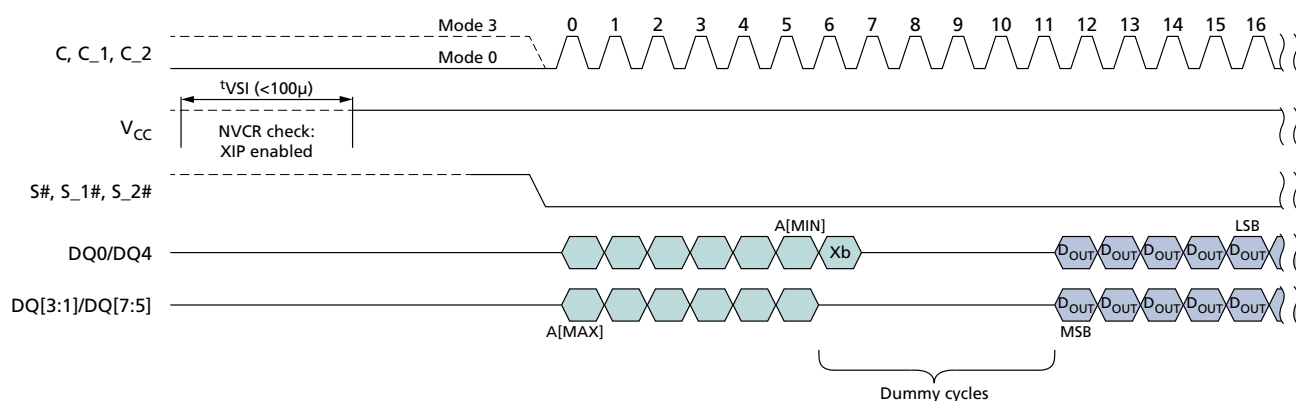 Mode 3
0 1 2 3 4 5 6 7 8 9 10 11 12 13 14 15 16
C, C_1, C_2
Mode 0
tVSI (<100µ)
VCC
NVCR check:
XIP enabled
S#, S_1#, S_2#
A[MIN]
LSB
DQ0/DQ4
Xb
DOUT DOUT DOUT DOUT DOUT
DQ[3:1]/DQ[7:5]
DOUT DOUT DOUT DOUT DOUT
A[MAX]
MSB
Dummy cycles